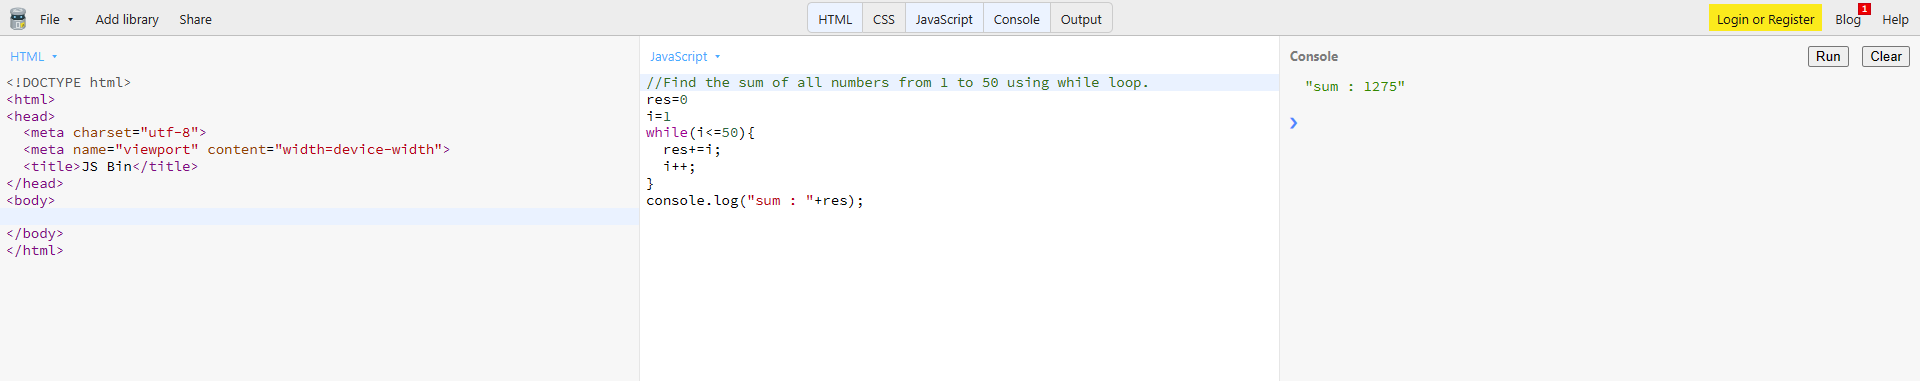 File Add library Share HTML CSS JavaScript Console Output Login or Register Blog 1 Help
HTML
<!DOCTYPE html>
<html>
<head>
  <meta charset="utf-8">
  <meta name="viewport" content="width=device-width">
  <title>JS Bin</title>
</head>
<body>
</body>
</html>
JavaScript
//Find the sum of all numbers from 1 to 50 using while loop.
res=0
i=1
while(i<=50){
  res+=i;
  i++;
}
console.log("sum : "+res);
Console Run Clear
"sum : 1275"